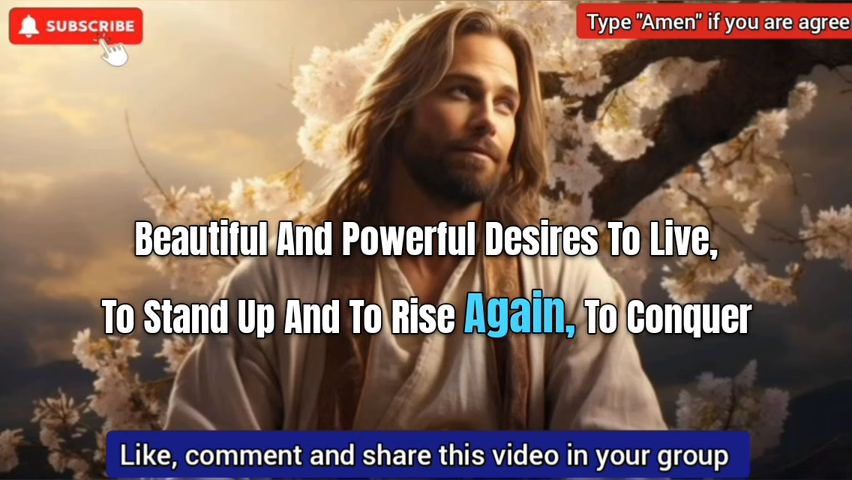 SUBSCRIBE
Type "Amen" if you are agree
Beautiful And Powerful Desires To Live,
To Stand Up And To Rise Again, To Conquer
Like, comment and share this video in your group